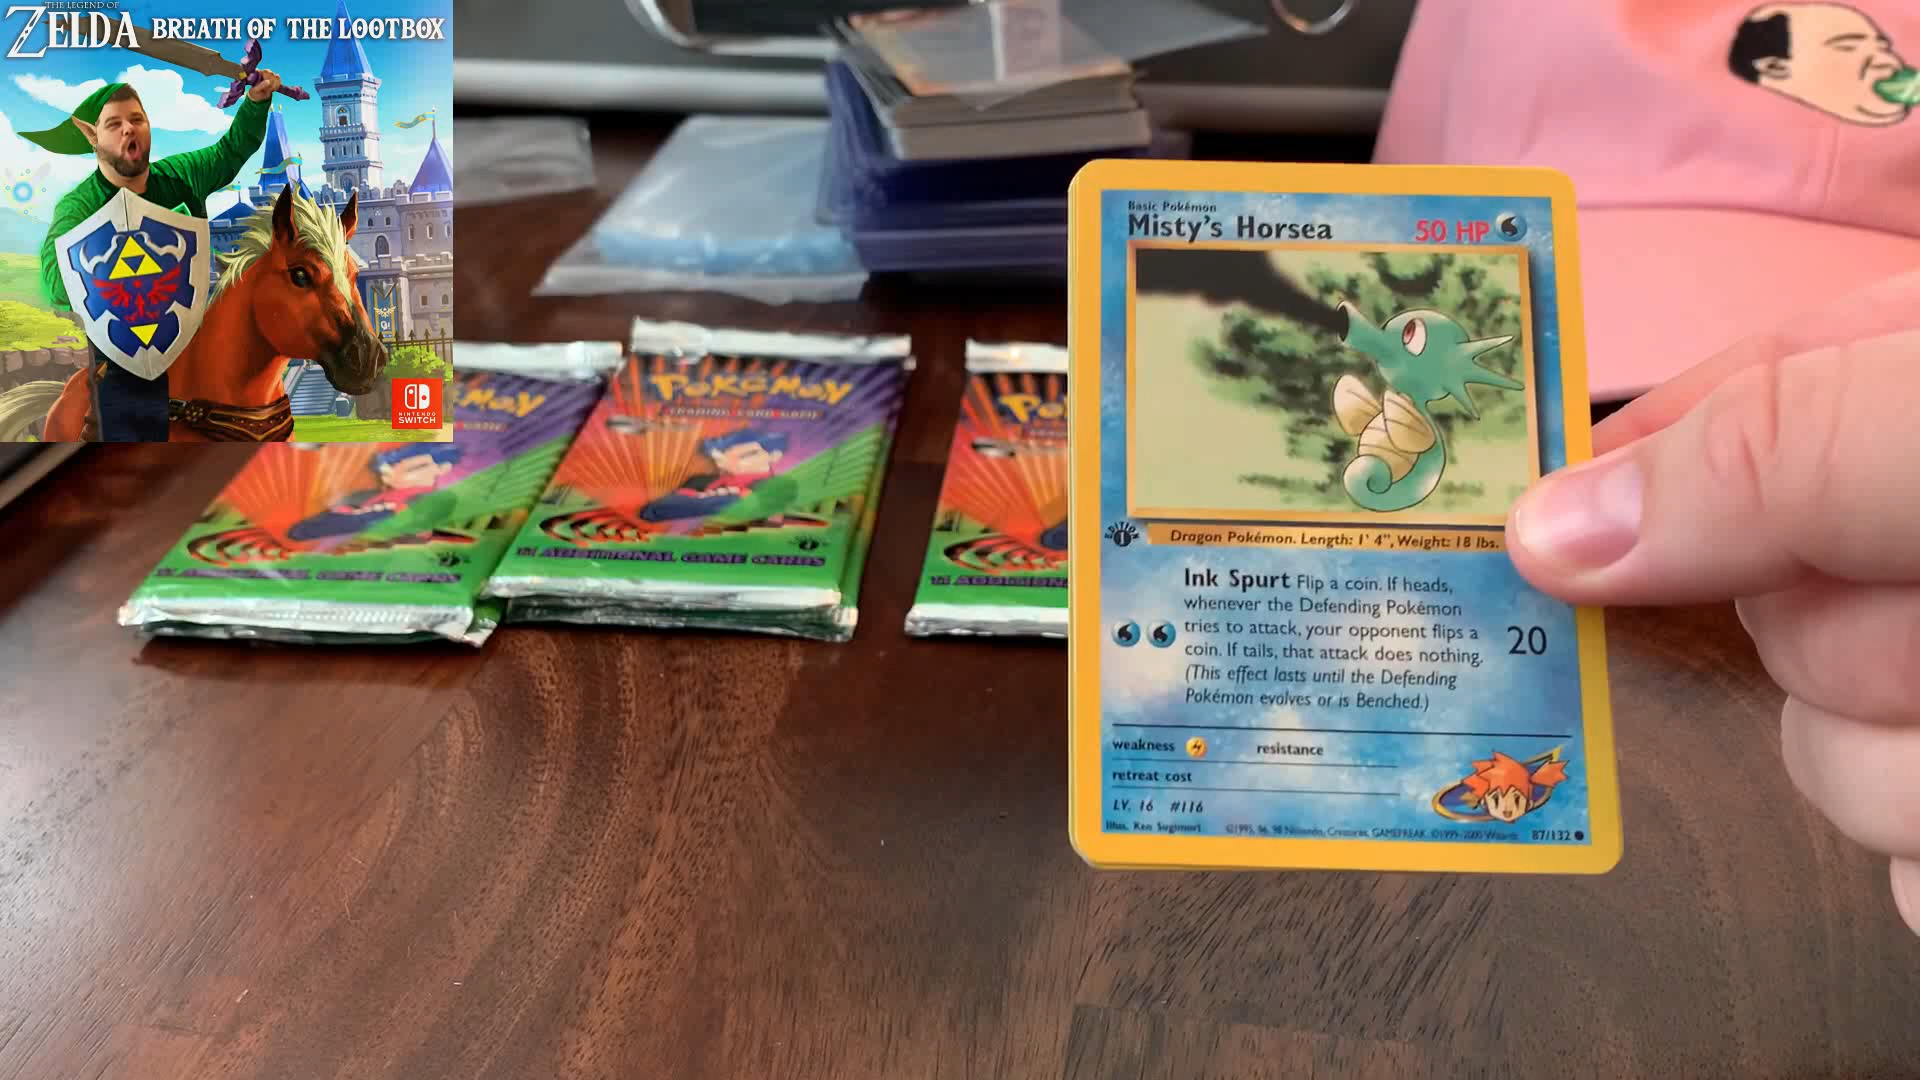 THE LEGEND OF
ZELDA BREATH OF THE LOOTBOX
NINTENDO
SWITCH
POKéMON
TRADING CARD GAME
11 ADDITIONAL GAME CARDS
Basic Pokémon
Misty's Horsea 50 HP
EDITION
1
Dragon Pokémon. Length: 1' 4", Weight: 18 lbs.
Ink Spurt Flip a coin. If heads,
whenever the Defending Pokémon
tries to attack, your opponent flips a
coin. If tails, that attack does nothing.
(This effect lasts until the Defending
Pokémon evolves or is Benched.)
20
weakness resistance
retreat cost
LV. 16 #116
Illus. Ken Sugimori ©1995, 96, 98 Nintendo, Creatures, GAMEFREAK. ©1999-2000 Wizards. 87/132